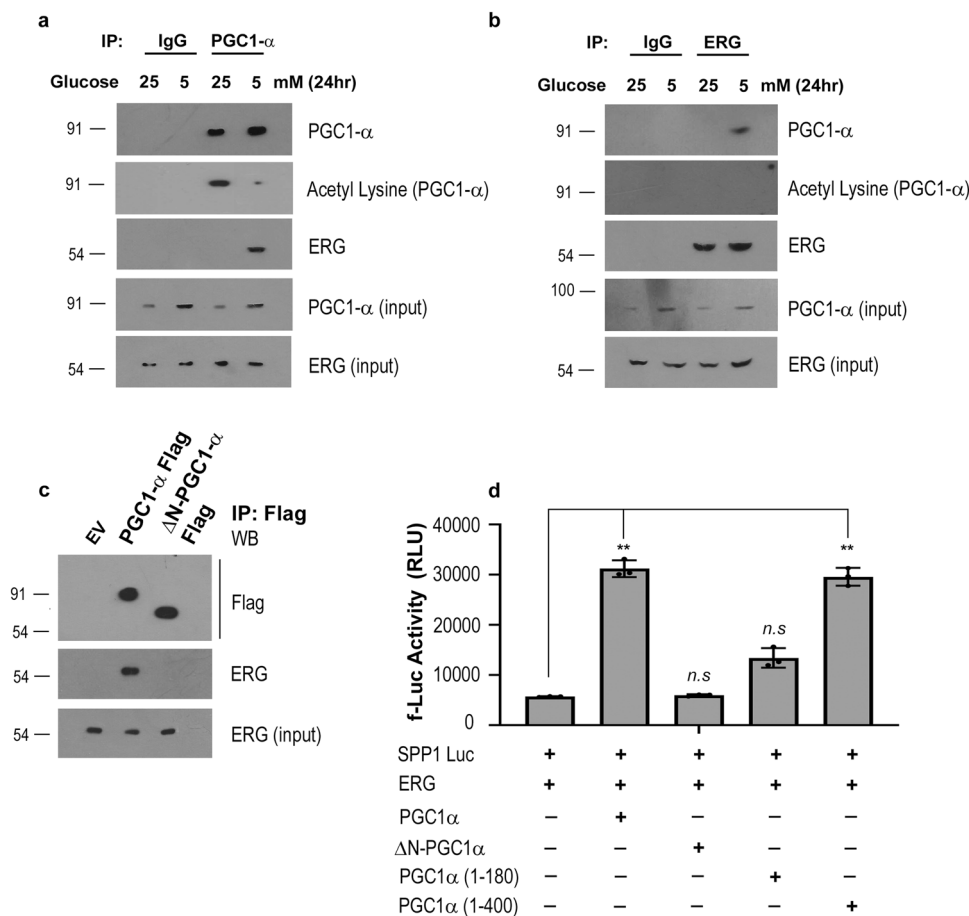 a
IP: IgG PGC1-α
Glucose 25 5 25 5 mM (24hr)
91 — PGC1-α
91 — Acetyl Lysine (PGC1-α)
54 — ERG
91 — PGC1-α (input)
54 — ERG (input)
b
IP: IgG ERG
Glucose 25 5 25 5 mM (24hr)
91 — PGC1-α
91 — Acetyl Lysine (PGC1-α)
54 — ERG
100 —
PGC1-α (input)
54 — ERG (input)
c
EV
PGC1-α Flag
ΔN-PGC1-α
Flag
IP: Flag
WB
91 —
Flag
54 —
54 — ERG
54 — ERG (input)
d
f-Luc Activity (RLU)
40000
30000
20000
10000
0
** n.s n.s **
SPP1 Luc + + + + +
ERG + + + + +
PGC1α – + – – –
ΔN-PGC1α – – + – –
PGC1α (1-180) – – – + –
PGC1α (1-400) – – – – +